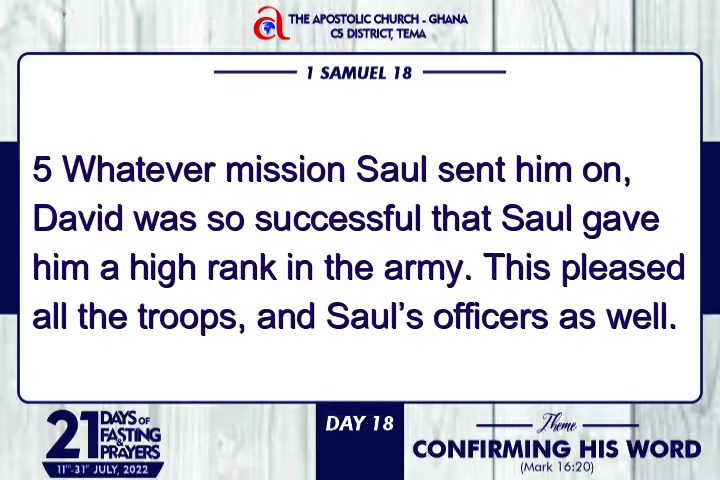 THE APOSTOLIC CHURCH - GHANA
C5 DISTRICT, TEMA
1 SAMUEL 18
5 Whatever mission Saul sent him on,
David was so successful that Saul gave
him a high rank in the army. This pleased
all the troops, and Saul’s officers as well.
21 DAYS OF
FASTING
& PRAYERS
11TH-31ST JULY, 2022
DAY 18
Theme
CONFIRMING HIS WORD
(Mark 16:20)